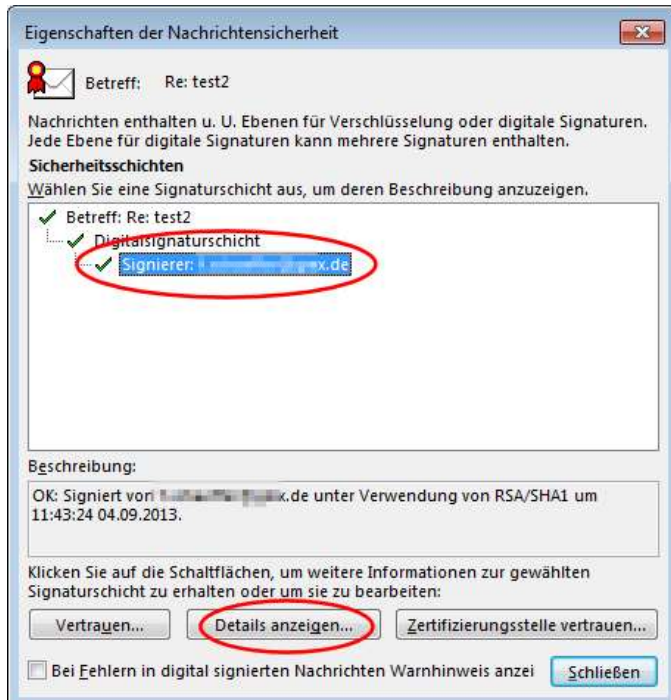 Eigenschaften der Nachrichtensicherheit
Betreff: Re: test2
Nachrichten enthalten u. U. Ebenen für Verschlüsselung oder digitale Signaturen.
Jede Ebene für digitale Signaturen kann mehrere Signaturen enthalten.
Sicherheitsschichten
Wählen Sie eine Signaturschicht aus, um deren Beschreibung anzuzeigen.
Betreff: Re: test2
Digitalsignaturschicht
Signierer: x.de
Beschreibung:
OK: Signiert von x.de unter Verwendung von RSA/SHA1 um
11:43:24 04.09.2013.
Klicken Sie auf die Schaltflächen, um weitere Informationen zur gewählten
Signaturschicht zu erhalten oder um sie zu bearbeiten:
Vertrauen... Details anzeigen... Zertifizierungsstelle vertrauen...
Bei Fehlern in digital signierten Nachrichten Warnhinweis anzei Schließen